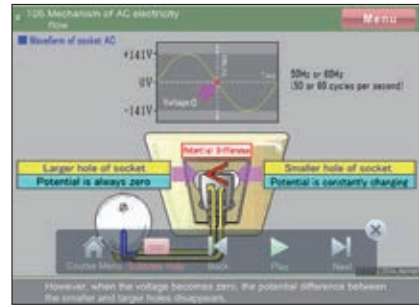 106 Mechanism of AC electricity
flow
Menu
Waveform of socket AC
+141V
0V
-141V
Voltage
Time
Voltage:0
50Hz or 60Hz
(50 or 60 cycles per second)
Potential Difference
Larger hole of socket
Potential is always zero
Smaller hole of socket
Potential is constantly changing
Course Menu
Back
Play
Next
However, when the voltage becomes zero, the potential difference between
the smaller and larger holes disappears.